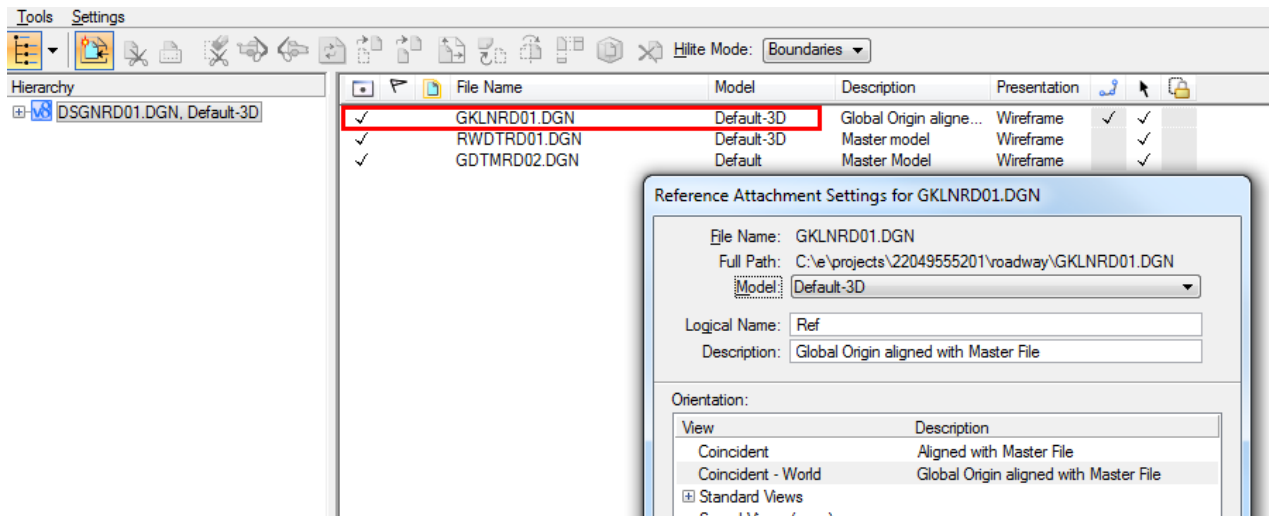 Tools Settings
Hilite Mode: Boundaries
Hierarchy File Name Model Description Presentation
DSGNRD01.DGN, Default-3D
GKLNRD01.DGN Default-3D Global Origin aligne... Wireframe
RWDTRD01.DGN Default-3D Master model Wireframe
GDTMRD02.DGN Default Master Model Wireframe
Reference Attachment Settings for GKLNRD01.DGN
File Name: GKLNRD01.DGN
Full Path: C:\e\projects\22049555201\roadway\GKLNRD01.DGN
Model: Default-3D
Logical Name: Ref
Description: Global Origin aligned with Master File
Orientation:
View Description
Coincident Aligned with Master File
Coincident - World Global Origin aligned with Master File
Standard Views